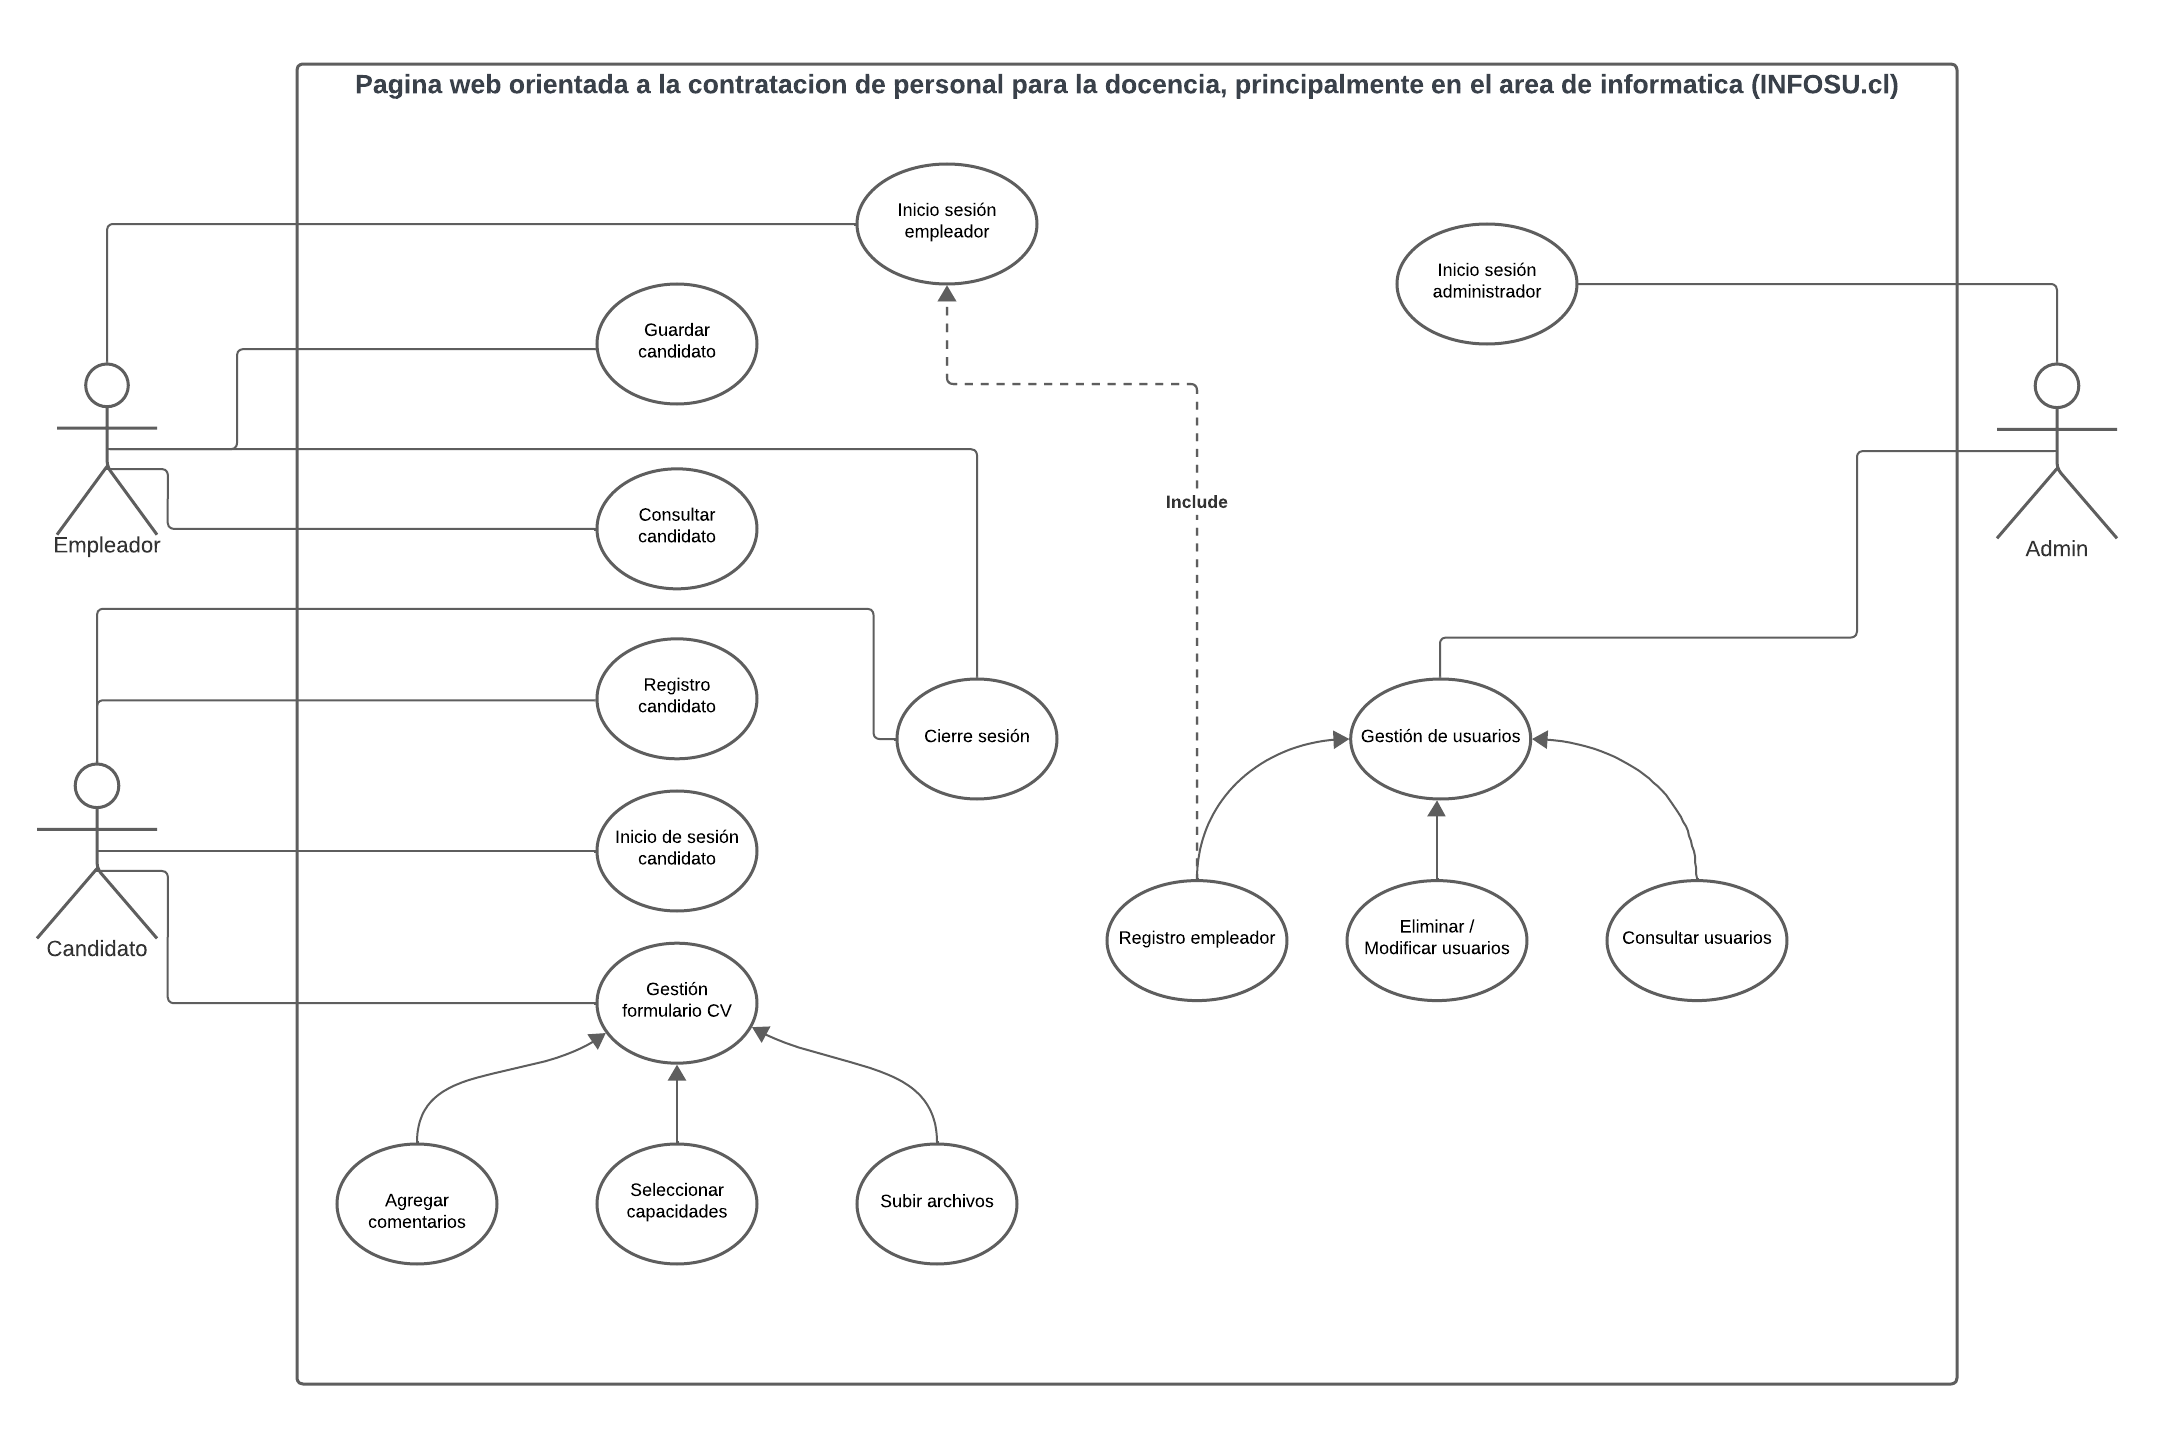 Pagina web orientada a la contratacion de personal para la docencia, principalmente en el area de informatica (INFOSU.cl)
Inicio sesión
empleador
Inicio sesión
administrador
Guardar
candidato
Include
Consultar
candidato
Empleador
Admin
Registro
candidato
Cierre sesión
Gestión de usuarios
Inicio de sesión
candidato
Candidato
Registro empleador
Eliminar /
Modificar usuarios
Consultar usuarios
Gestión
formulario CV
Agregar
comentarios
Seleccionar
capacidades
Subir archivos